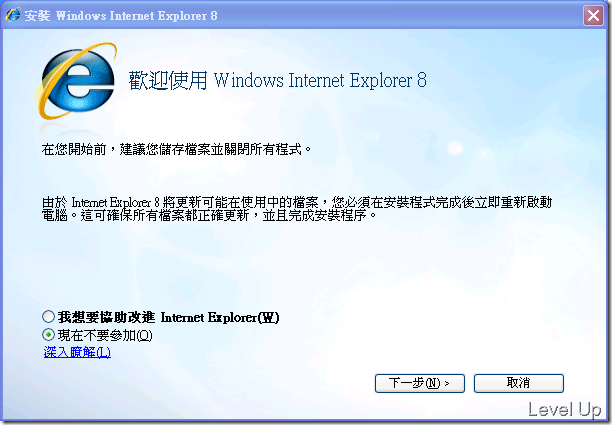 安裝 Windows Internet Explorer 8
歡迎使用 Windows Internet Explorer 8
在您開始前，建議您儲存檔案並關閉所有程式。
由於 Internet Explorer 8 將更新可能在使用中的檔案，您必須在安裝程式完成後立即重新啟動
電腦。這可確保所有檔案都正確更新，並且完成安裝程序。
我想要協助改進 Internet Explorer(W)
現在不要參加(O)
深入瞭解(L)
下一步(N) > 取消
Level Up